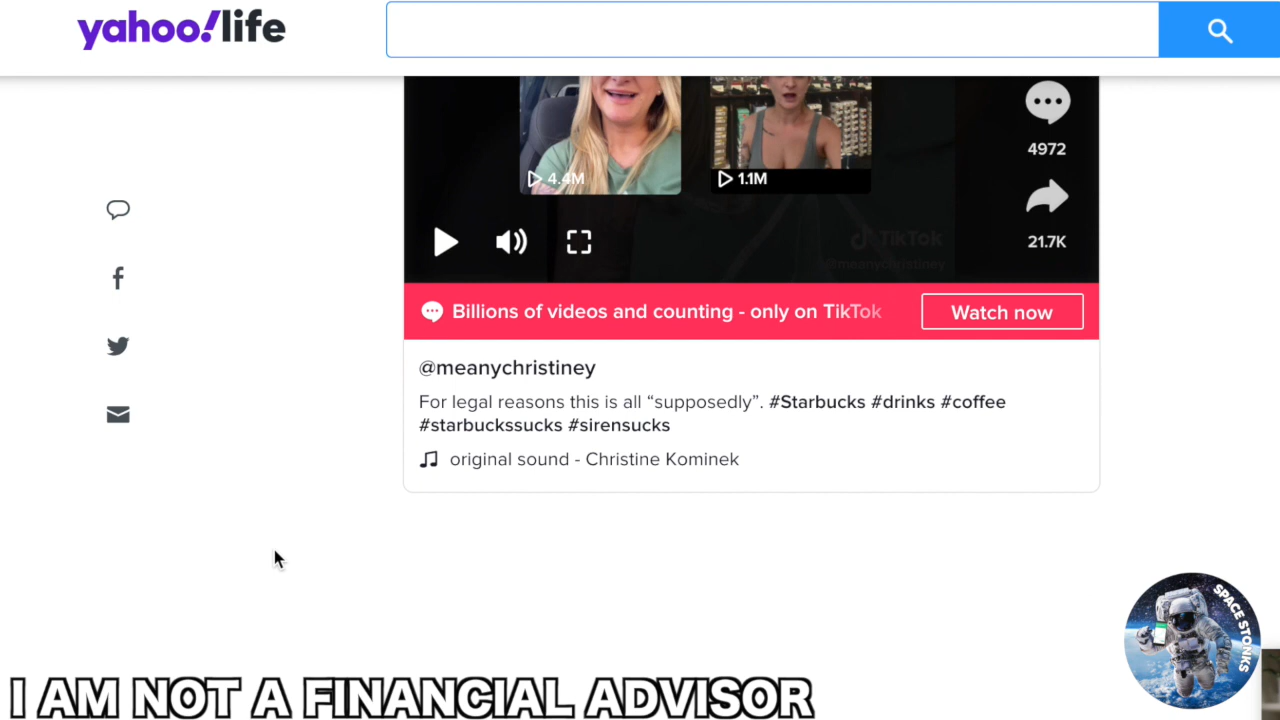 yahoo!life
4.4M
1.1M
4972
21.7K
TikTok
@meanychristiney
Billions of videos and counting - only on TikTok
Watch now
@meanychristiney
For legal reasons this is all “supposedly”. #Starbucks #drinks #coffee
#starbuckssucks #sirensucks
original sound - Christine Kominek
SPACE STONKS
I AM NOT A FINANCIAL ADVISOR